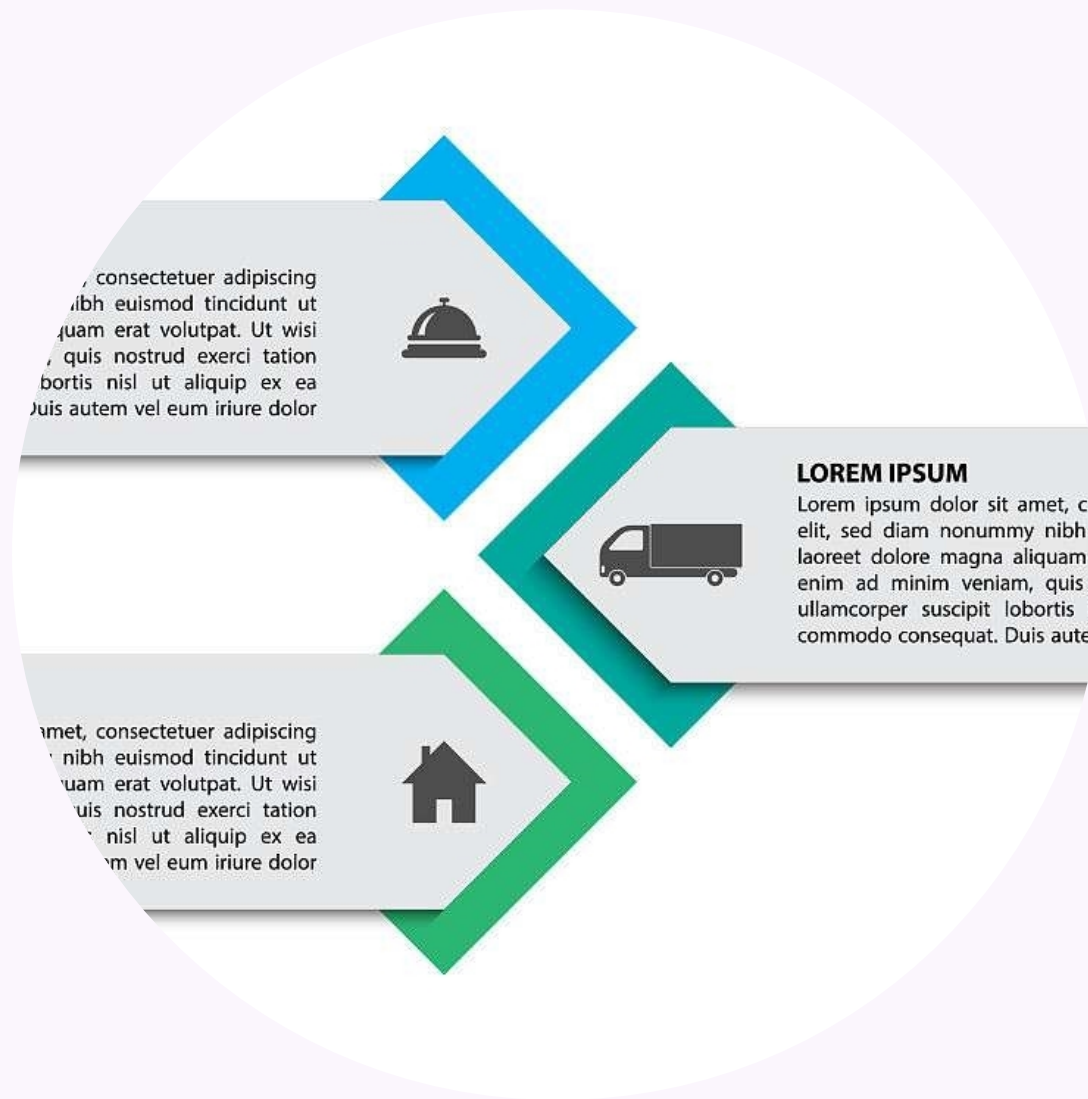 consectetuer adipiscing
euismod tincidunt ut
erat volutpat. Ut wisi
quis nostrud exerci tation
nisl ut aliquip ex ea
autem vel eum iriure dolor
LOREM IPSUM
Lorem ipsum dolor sit amet,
elit, sed diam nonummy nibh
laoreet dolore magna aliquam
enim ad minim veniam, quis
ullamcorper suscipit lobortis
commodo consequat. Duis
consectetuer adipiscing
nibh euismod tincidunt ut
erat volutpat. Ut wisi
nostrud exerci tation
nisl ut aliquip ex ea
vel eum iriure dolor